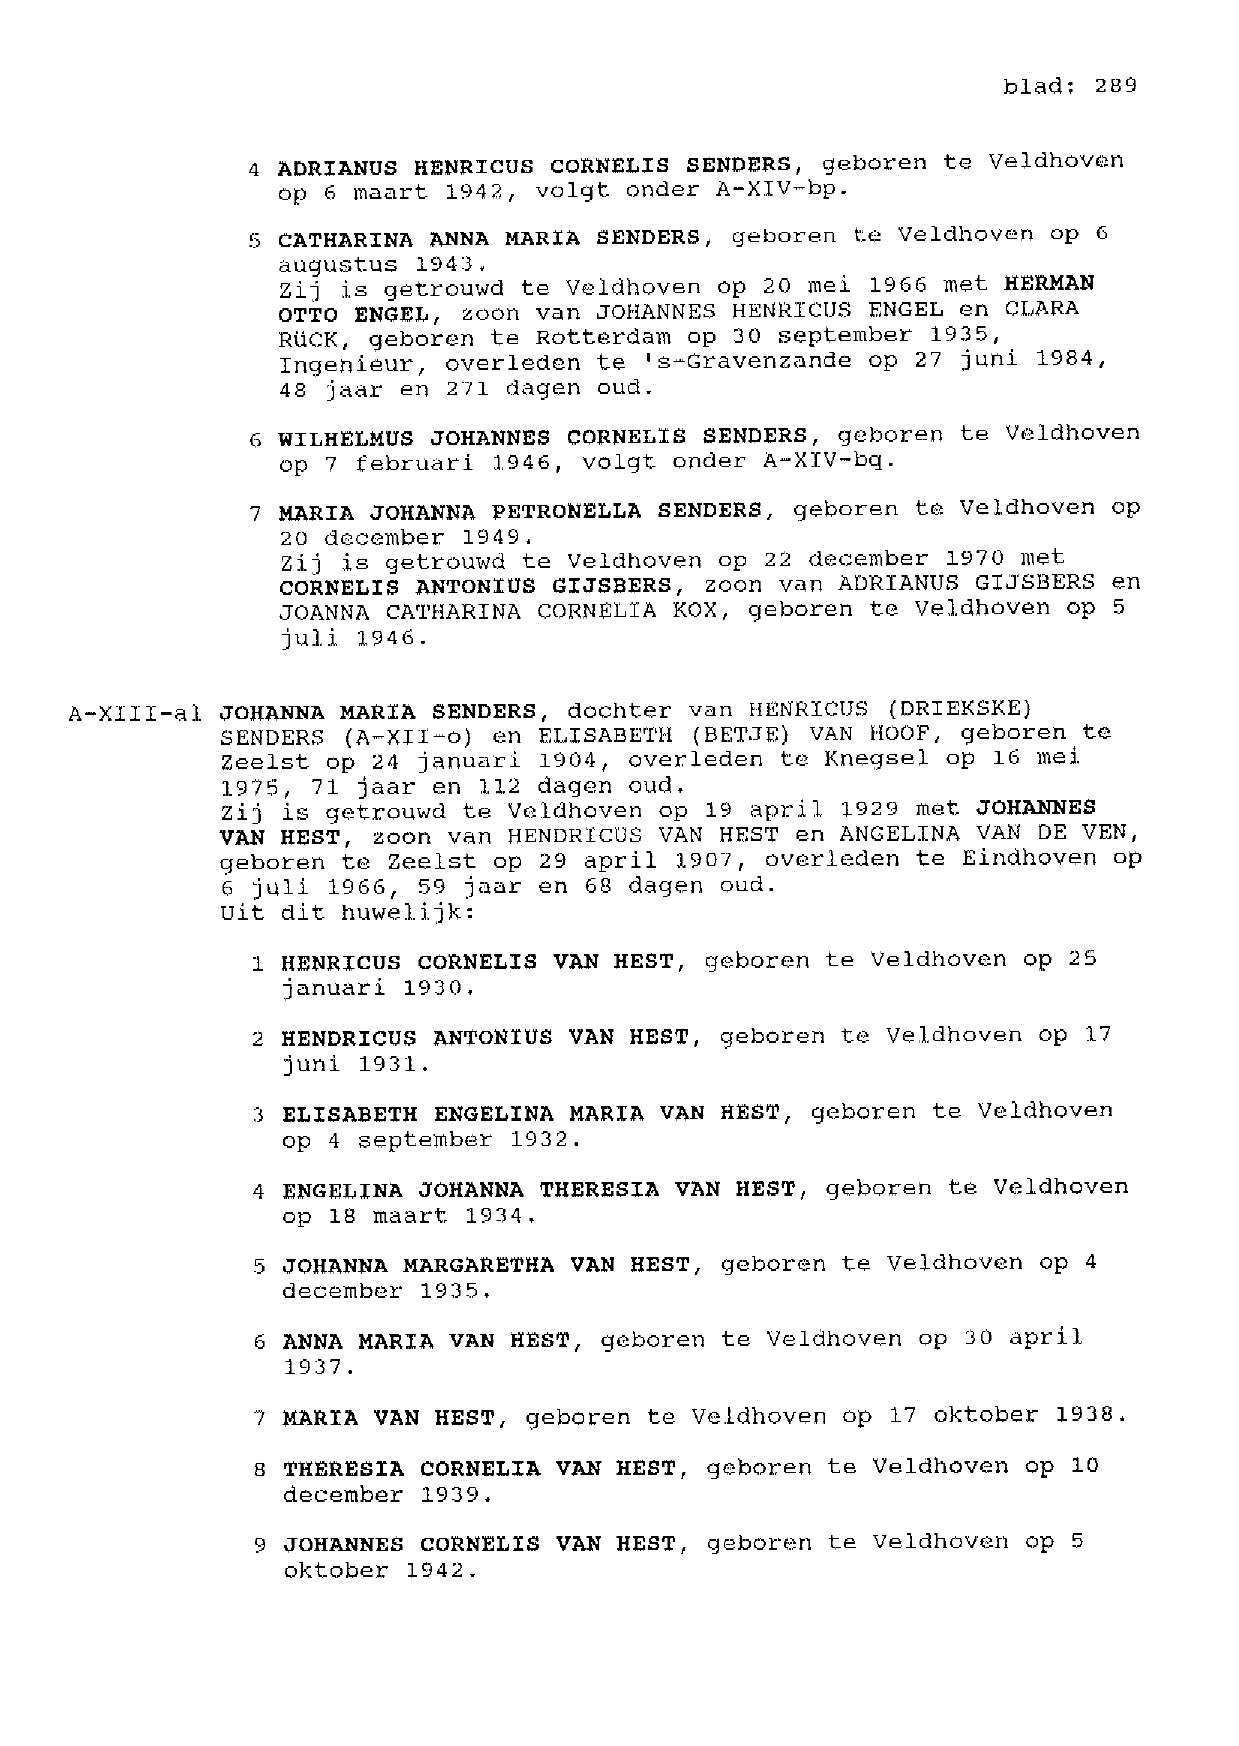 blad: 289
4 ADRIANUS HENRICUS CORNELIS SENDERS, geboren te Veldhoven
op 6 maart 1942, volgt onder A-XIV-bp.
5 CATHARINA ANNA MARIA SENDERS, geboren te Veldhoven op 6
augustus 1943.
Zij is getrouwd te Veldhoven op 20 mei 1966 met HERMAN
OTTO ENGEL, zoon van JOHANNES HENRICUS ENGEL en CLARA
RüCK, geboren te Rotterdam op 30 september 1935,
Ingenieur, overleden te 's-Gravenzande op 27 juni 1984,
48 jaar en 271 dagen oud.
6 WILHELMUS JOHANNES CORNELIS SENDERS, geboren te Veldhoven
op 7 februari 1946, volgt onder A-XIV-bq.
7 MARIA JOHANNA PETRONELLA SENDERS, geboren te Veldhoven op
20 december 1949.
Zij is getrouwd te Veldhoven op 22 december 1970 met
CORNELIS ANTONIUS GIJSBERS, zoon van ADRIANUS GIJSBERS en
JOANNA CATHARINA CORNELIA KOX, geboren te Veldhoven op 5
juli 1946.
A-XIII-al JOHANNA MARIA SENDERS, dochter van HENRICUS (DRIEKSKE)
SENDERS (A-XII-o) en ELISABETH (BETJE) VAN HOOF, geboren te
Zeelst op 24 januari 1904, overleden te Knegsel op 16 mei
1975, 71 jaar en 112 dagen oud.
Zij is getrouwd te Veldhoven op 19 april 1929 met JOHANNES
VAN HEST, zoon van HENDRICUS VAN HEST en ANGELINA VAN DE VEN,
geboren te Zeelst op 29 april 1907, overleden te Eindhoven op
6 juli 1966, 59 jaar en 68 dagen oud.
Uit dit huwelijk:
1 HENRICUS CORNELIS VAN HEST, geboren te Veldhoven op 25
januari 1930.
2 HENDRICUS ANTONIUS VAN HEST, geboren te Veldhoven op 17
juni 1931.
3 ELISABETH ENGELINA MARIA VAN HEST, geboren te Veldhoven
op 4 september 1932.
4 ENGELINA JOHANNA THERESIA VAN HEST, geboren te Veldhoven
op 18 maart 1934.
5 JOHANNA MARGARETHA VAN HEST, geboren te Veldhoven op 4
december 1935.
6 ANNA MARIA VAN HEST, geboren te Veldhoven op 30 april
1937.
7 MARIA VAN HEST, geboren te Veldhoven op 17 oktober 1938.
8 THERESIA CORNELIA VAN HEST, geboren te Veldhoven op 10
december 1939.
9 JOHANNES CORNELIS VAN HEST, geboren te Veldhoven op 5
oktober 1942.